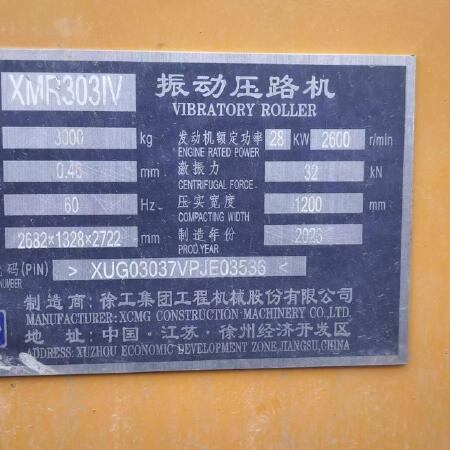 XMR303IV 振动压路机
VIBRATORY ROLLER
3000 kg 发动机额定功率 28 KW 2600 r/min
ENGINE RATED POWER
0.46 mm 激振力 32 kN
CENTRIFUGAL FORCE
60 Hz 压实宽度 1200 mm
COMPACTING WIDTH
2682×1328×2722 mm 制造年份 2023
PROD.YEAR
码(PIN) > XUG03037VPJE03536 <
NUMBER
制造商: 徐工集团工程机械股份有限公司
MANUFACTURER: XCMG CONSTRUCTION MACHINERY CO.,LTD.
地 址: 中国·江苏·徐州经济开发区
ADDRESS: XUZHOU ECONOMIC DEVELOPMENT ZONE,JIANGSU,CHINA